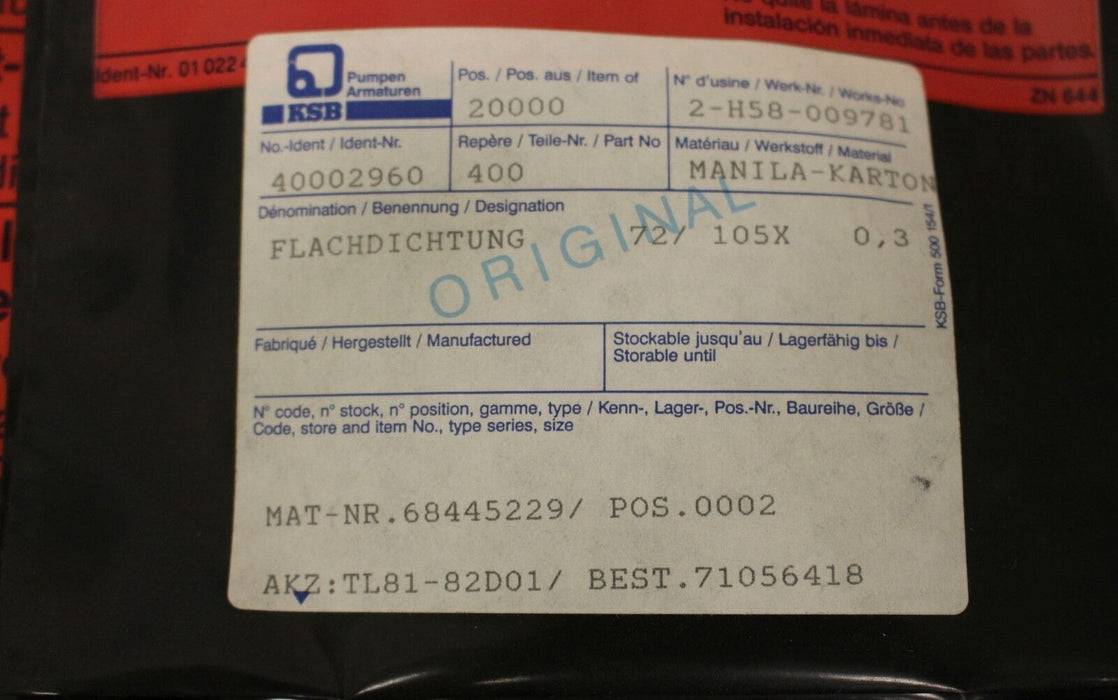 quite la lámina antes de la
instalación inmediata de las partes.
Ident-Nr. 01 022
ZN 644
Pumpen
Armaturen
KSB
Pos. / Pos. aus / Item of
20000
N° d'usine / Werk-Nr. / Works-No
2-H58-009781
No.-Ident / Ident-Nr.
40002960
Repère / Teile-Nr. / Part No
400
Matériau / Werkstoff / Material
MANILA-KARTON
Dénomination / Benennung / Designation
FLACHDICHTUNG 72/ 105X 0,3
ORIGINAL
KSB-Form 500 154/1
Fabriqué / Hergestellt / Manufactured
Stockable jusqu'au / Lagerfähig bis /
Storable until
N° code, n° stock, n° position, gamme, type / Kenn-, Lager-, Pos.-Nr., Baureihe, Größe /
Code, store and item No., type series, size
MAT-NR.68445229/ POS.0002
AKZ:TL81-82D01/ BEST.71056418